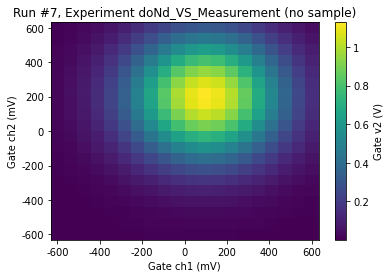 Run #7, Experiment doNd_VS_Measurement (no sample)
600
400
200
0
-200
-400
-600
Gate ch2 (mV)
-600 -400 -200 0 200 400 600
Gate ch1 (mV)
1
0.8
0.6
0.4
0.2
Gate v2 (V)